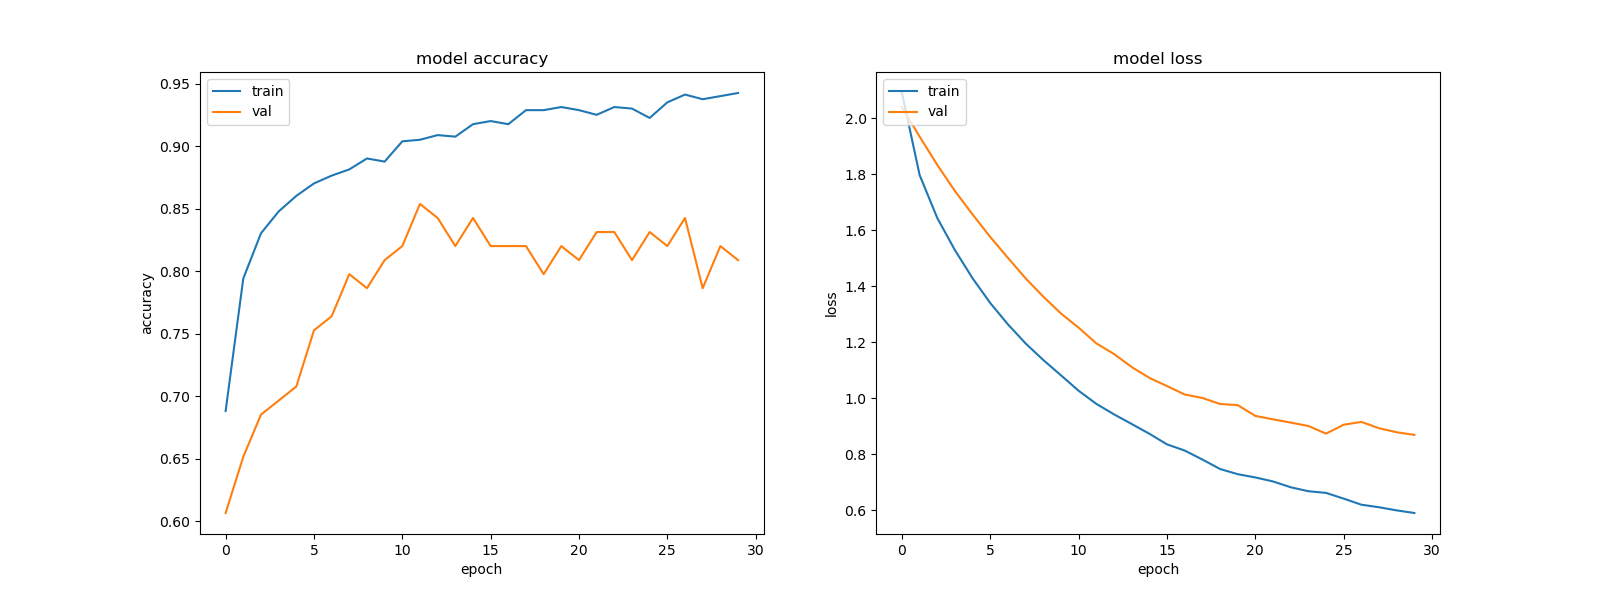 model accuracy
train
val
0.95
0.90
0.85
0.80
0.75
0.70
0.65
0.60
accuracy
0 5 10 15 20 25 30
epoch
model loss
train
val
2.0
1.8
1.6
1.4
1.2
1.0
0.8
0.6
loss
0 5 10 15 20 25 30
epoch